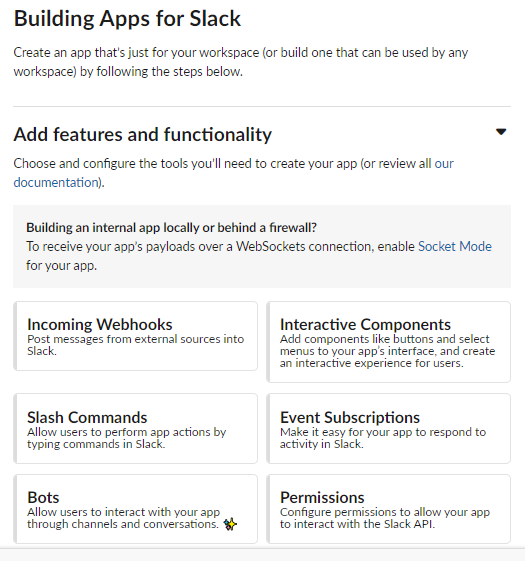 Building Apps for Slack
Create an app that's just for your workspace (or build one that can be used by any
workspace) by following the steps below.
Add features and functionality
Choose and configure the tools you'll need to create your app (or review all our
documentation).
Building an internal app locally or behind a firewall?
To receive your app's payloads over a WebSockets connection, enable Socket Mode
for your app.
Incoming Webhooks
Post messages from external sources into
Slack.
Interactive Components
Add components like buttons and select
menus to your app's interface, and create
an interactive experience for users.
Slash Commands
Allow users to perform app actions by
typing commands in Slack.
Event Subscriptions
Make it easy for your app to respond to
activity in Slack.
Bots
Allow users to interact with your app
through channels and conversations.
Permissions
Configure permissions to allow your app
to interact with the Slack API.